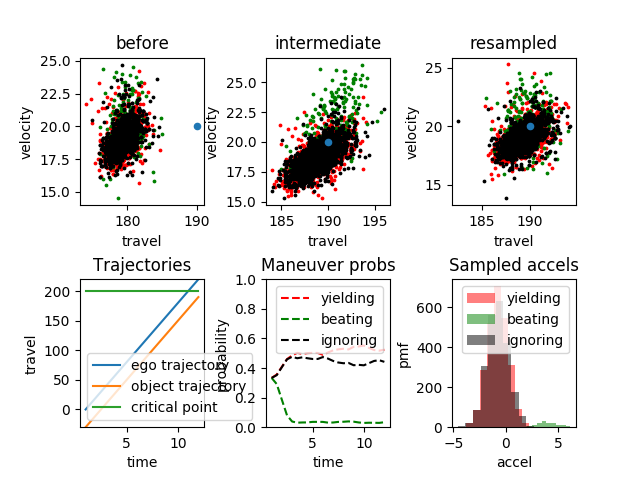 before
intermediate
resampled
25.0
22.5
20.0
17.5
15.0
velocity
180
190
travel
25.0
22.5
20.0
17.5
15.0
velocity
185
190
195
travel
25
20
15
velocity
185
190
travel
Trajectories
Maneuver probs
Sampled accels
200
150
100
50
0
travel
ego trajectory
object trajectory
critical point
5
10
time
1.0
0.8
0.6
0.4
0.2
0.0
probability
yielding
beating
ignoring
5
10
time
600
400
200
0
pmf
yielding
beating
ignoring
−5
0
5
accel